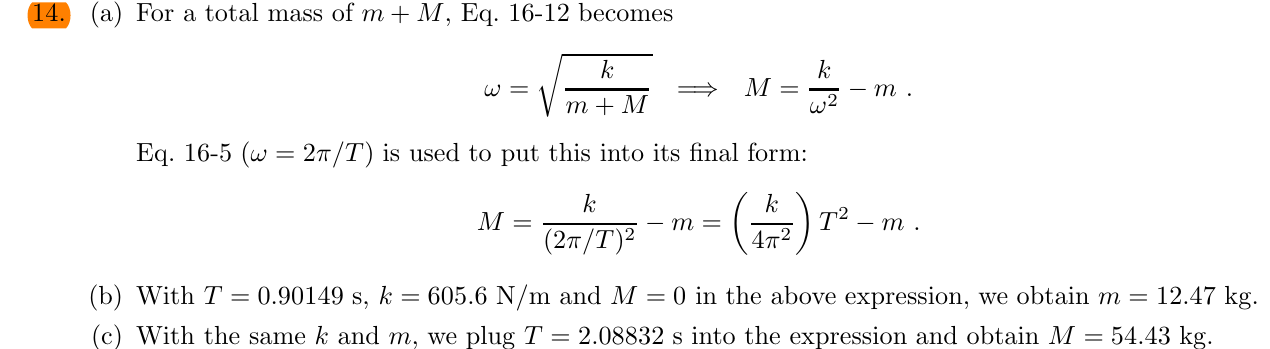 14. (a) For a total mass of m + M, Eq. 16-12 becomes
ω = √(k/(m + M)) ⟹ M = k/ω² − m .
Eq. 16-5 (ω = 2π/T) is used to put this into its final form:
M = k/(2π/T)² − m = (k/4π²) T² − m .
(b) With T = 0.90149 s, k = 605.6 N/m and M = 0 in the above expression, we obtain m = 12.47 kg.
(c) With the same k and m, we plug T = 2.08832 s into the expression and obtain M = 54.43 kg.